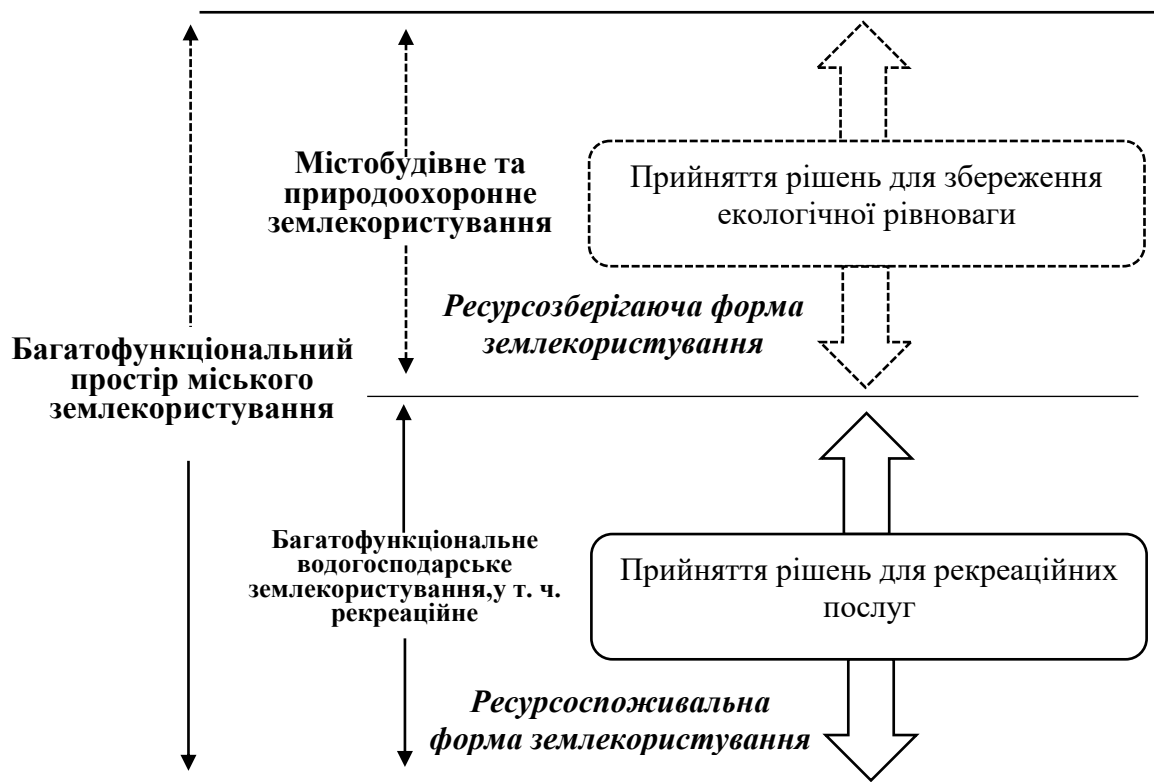 Містобудівне та
природоохоронне
землекористування
Прийняття рішень для збереження
екологічної рівноваги
Ресурсозберігаюча форма
землекористування
Багатофункціональний
простір міського
землекористування
Багатофункціональне
водогосподарське
землекористування,у т. ч.
рекреаційне
Прийняття рішень для рекреаційних
послуг
Ресурсоспоживальна
форма землекористування